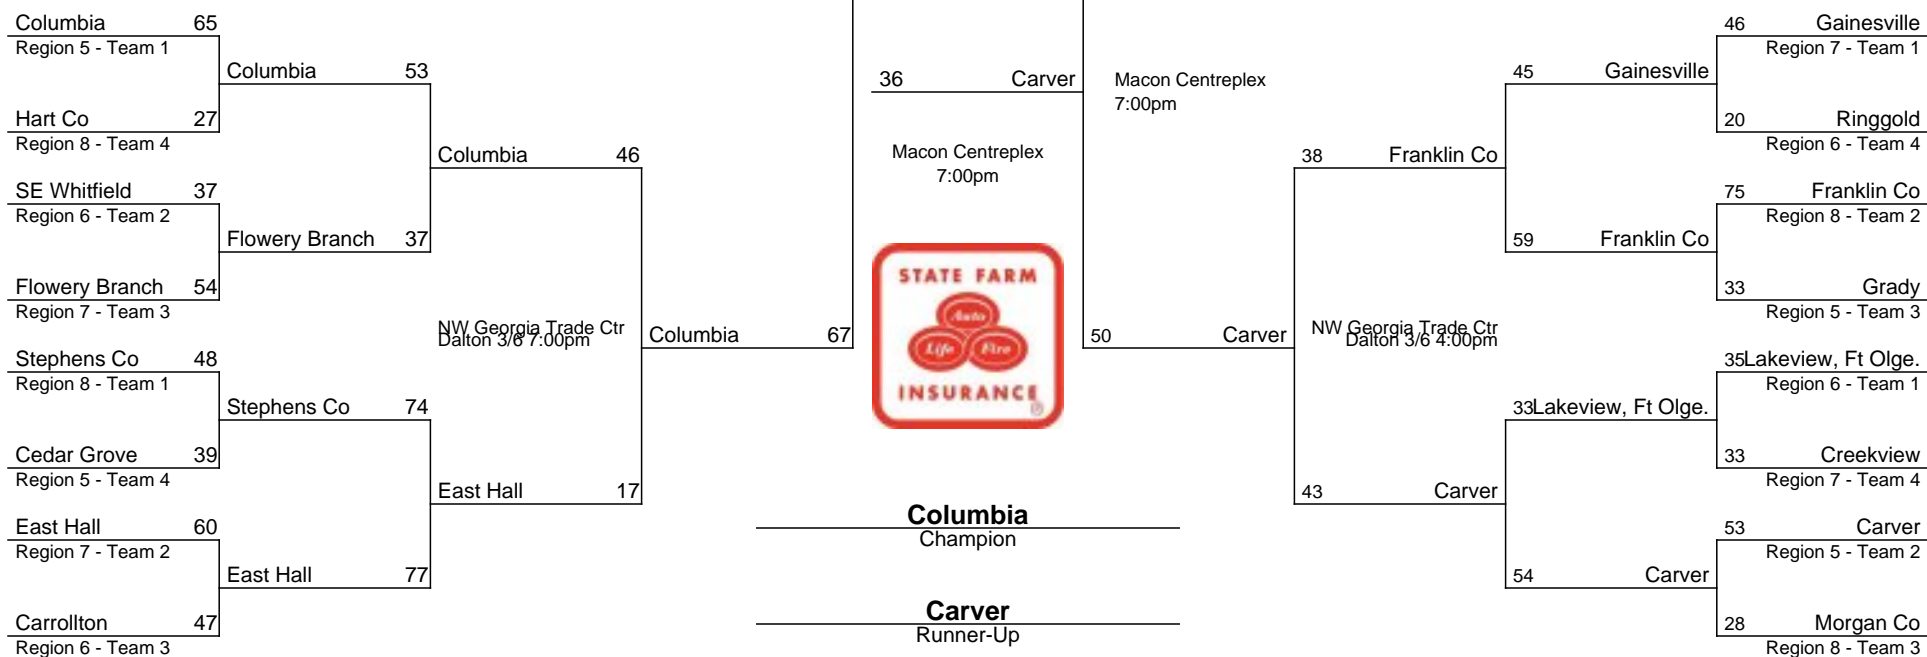 Columbia 65
Region 5 - Team 1
Hart Co 27
Region 8 - Team 4
SE Whitfield 37
Region 6 - Team 2
Flowery Branch 54
Region 7 - Team 3
Stephens Co 48
Region 8 - Team 1
Cedar Grove 39
Region 5 - Team 4
East Hall 60
Region 7 - Team 2
Carrollton 47
Region 6 - Team 3
Columbia 53
Flowery Branch 37
Stephens Co 74
East Hall 77
Columbia 46
NW Georgia Trade Ctr
Dalton 3/6 7:00pm
East Hall 17
Columbia 67
36 Carver
Macon Centreplex
7:00pm
STATE FARM
Auto
Life Fire
INSURANCE
®
Columbia
Champion
Carver
Runner-Up
Macon Centreplex
7:00pm
50 Carver
38 Franklin Co
NW Georgia Trade Ctr
Dalton 3/6 4:00pm
43 Carver
45 Gainesville
59 Franklin Co
33 Lakeview, Ft Olge.
54 Carver
46 Gainesville
Region 7 - Team 1
20 Ringgold
Region 6 - Team 4
75 Franklin Co
Region 8 - Team 2
33 Grady
Region 5 - Team 3
35 Lakeview, Ft Olge.
Region 6 - Team 1
33 Creekview
Region 7 - Team 4
53 Carver
Region 5 - Team 2
28 Morgan Co
Region 8 - Team 3